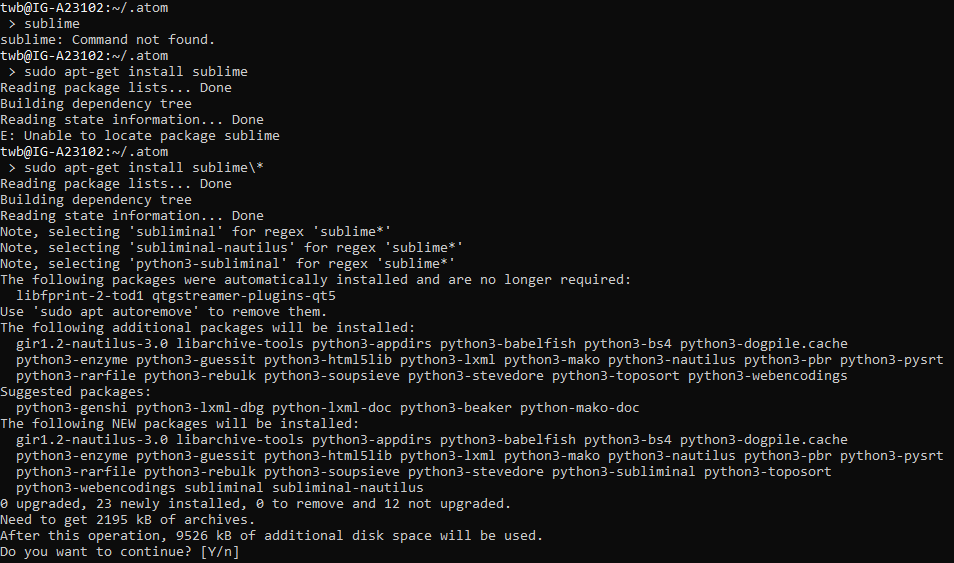 twb@IG-A23102:~/.atom
 > sublime
sublime: Command not found.
twb@IG-A23102:~/.atom
 > sudo apt-get install sublime
Reading package lists... Done
Building dependency tree
Reading state information... Done
E: Unable to locate package sublime
twb@IG-A23102:~/.atom
 > sudo apt-get install sublime\*
Reading package lists... Done
Building dependency tree
Reading state information... Done
Note, selecting 'subliminal' for regex 'sublime*'
Note, selecting 'subliminal-nautilus' for regex 'sublime*'
Note, selecting 'python3-subliminal' for regex 'sublime*'
The following packages were automatically installed and are no longer required:
  libfprint-2-tod1 qtgstreamer-plugins-qt5
Use 'sudo apt autoremove' to remove them.
The following additional packages will be installed:
  gir1.2-nautilus-3.0 libarchive-tools python3-appdirs python3-babelfish python3-bs4 python3-dogpile.cache
  python3-enzyme python3-guessit python3-html5lib python3-lxml python3-mako python3-nautilus python3-pbr python3-pysrt
  python3-rarfile python3-rebulk python3-soupsieve python3-stevedore python3-toposort python3-webencodings
Suggested packages:
  python3-genshi python3-lxml-dbg python-lxml-doc python3-beaker python-mako-doc
The following NEW packages will be installed:
  gir1.2-nautilus-3.0 libarchive-tools python3-appdirs python3-babelfish python3-bs4 python3-dogpile.cache
  python3-enzyme python3-guessit python3-html5lib python3-lxml python3-mako python3-nautilus python3-pbr python3-pysrt
  python3-rarfile python3-rebulk python3-soupsieve python3-stevedore python3-subliminal python3-toposort
  python3-webencodings subliminal subliminal-nautilus
0 upgraded, 23 newly installed, 0 to remove and 12 not upgraded.
Need to get 2195 kB of archives.
After this operation, 9526 kB of additional disk space will be used.
Do you want to continue? [Y/n]